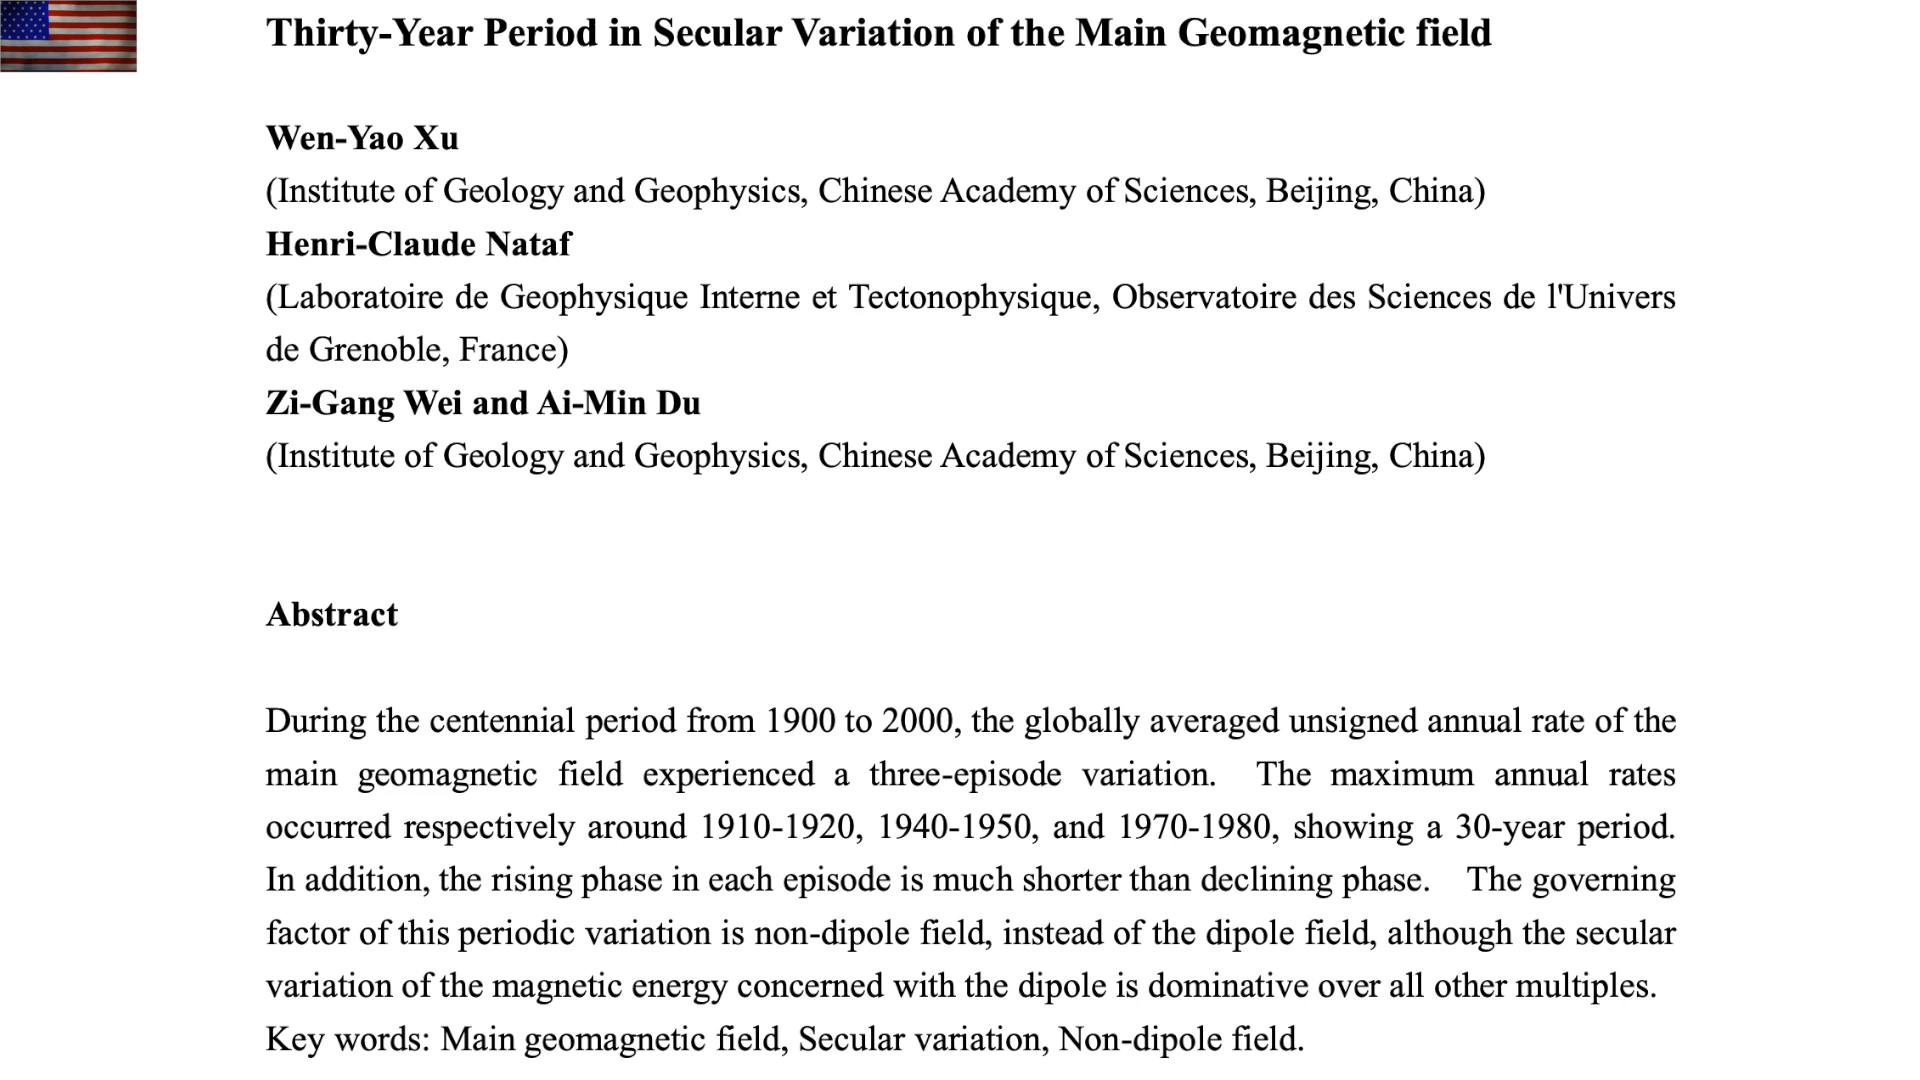 Thirty-Year Period in Secular Variation of the Main Geomagnetic field
Wen-Yao Xu
(Institute of Geology and Geophysics, Chinese Academy of Sciences, Beijing, China)
Henri-Claude Nataf
(Laboratoire de Geophysique Interne et Tectonophysique, Observatoire des Sciences de l'Univers
de Grenoble, France)
Zi-Gang Wei and Ai-Min Du
(Institute of Geology and Geophysics, Chinese Academy of Sciences, Beijing, China)
Abstract
During the centennial period from 1900 to 2000, the globally averaged unsigned annual rate of the
main geomagnetic field experienced a three-episode variation. The maximum annual rates
occurred respectively around 1910-1920, 1940-1950, and 1970-1980, showing a 30-year period.
In addition, the rising phase in each episode is much shorter than declining phase. The governing
factor of this periodic variation is non-dipole field, instead of the dipole field, although the secular
variation of the magnetic energy concerned with the dipole is dominative over all other multiples.
Key words: Main geomagnetic field, Secular variation, Non-dipole field.